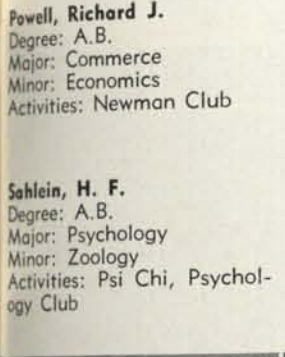 Powell, Richard J.
Degree: A.B.
Major: Commerce
Minor: Economics
Activities: Newman Club
Sahlein, H. F.
Degree: A.B.
Major: Psychology
Minor: Zoology
Activities: Psi Chi, Psychol-
ogy Club